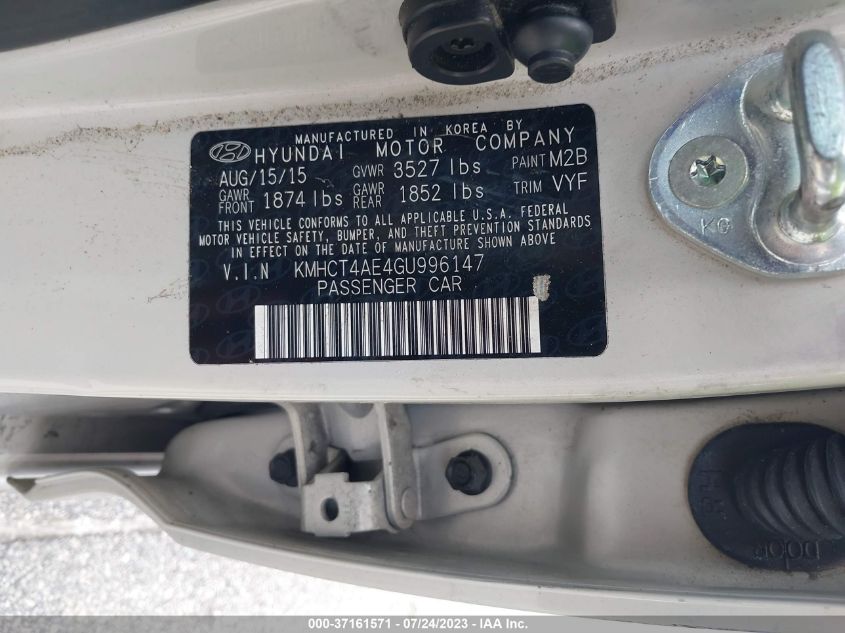 MANUFACTURED IN KOREA BY
HYUNDAI MOTOR COMPANY
AUG/15/15 GVWR 3527 lbs PAINT M2B
GAWR FRONT 1874 lbs GAWR REAR 1852 lbs TRIM VYF
THIS VEHICLE CONFORMS TO ALL APPLICABLE U.S.A. FEDERAL
MOTOR VEHICLE SAFETY, BUMPER, AND THEFT PREVENTION STANDARDS
IN EFFECT ON THE DATE OF MANUFACTURE SHOWN ABOVE
V.I.N KMHCT4AE4GU996147
PASSENGER CAR
KG
DOOR
000-37161571 - 07/24/2023 - IAAI.COM